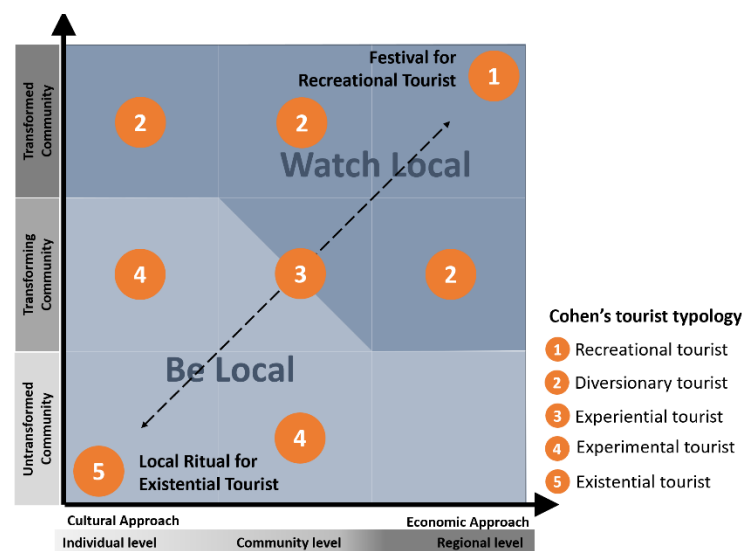 Transformed
Community
Transforming
Community
Untransformed
Community
Festival for
Recreational Tourist
1
2
2
Watch Local
4
3
2
Be Local
4
5
Local Ritual for
Existential Tourist
Cultural Approach
Economic Approach
Individual level
Community level
Regional level
Cohen's tourist typology
1 Recreational tourist
2 Diversionary tourist
3 Experiential tourist
4 Experimental tourist
5 Existential tourist